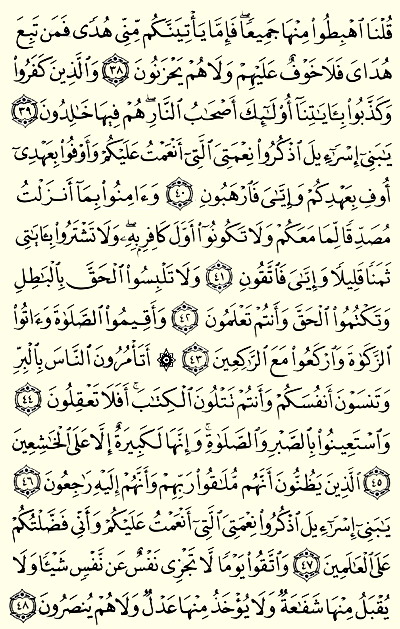 قُلْنَا ٱهْبِطُوا۟ مِنْهَا جَمِيعًۭا ۖ فَإِمَّا يَأْتِيَنَّكُم مِّنِّى هُدًۭى فَمَن تَبِعَ
هُدَاىَ فَلَا خَوْفٌ عَلَيْهِمْ وَلَا هُمْ يَحْزَنُونَ ٣٨ وَٱلَّذِينَ كَفَرُوا۟
وَكَذَّبُوا۟ بِـَٔايَـٰتِنَآ أُو۟لَـٰٓئِكَ أَصْحَـٰبُ ٱلنَّارِ ۖ هُمْ فِيهَا خَـٰلِدُونَ ٣٩
يَـٰبَنِىٓ إِسْرَٰٓءِيلَ ٱذْكُرُوا۟ نِعْمَتِىَ ٱلَّتِىٓ أَنْعَمْتُ عَلَيْكُمْ وَأَوْفُوا۟ بِعَهْدِىٓ
أُوفِ بِعَهْدِكُمْ وَإِيَّـٰىَ فَٱرْهَبُونِ ٤٠ وَءَامِنُوا۟ بِمَآ أَنزَلْتُ
مُصَدِّقًۭا لِّمَا مَعَكُمْ وَلَا تَكُونُوٓا۟ أَوَّلَ كَافِرٍۭ بِهِۦ ۖ وَلَا تَشْتَرُوا۟ بِـَٔايَـٰتِى
ثَمَنًۭا قَلِيلًۭا وَإِيَّـٰىَ فَٱتَّقُونِ ٤١ وَلَا تَلْبِسُوا۟ ٱلْحَقَّ بِٱلْبَـٰطِلِ
وَتَكْتُمُوا۟ ٱلْحَقَّ وَأَنتُمْ تَعْلَمُونَ ٤٢ وَأَقِيمُوا۟ ٱلصَّلَوٰةَ وَءَاتُوا۟
ٱلزَّكَوٰةَ وَٱرْكَعُوا۟ مَعَ ٱلرَّٰكِعِينَ ٤٣ ۞ أَتَأْمُرُونَ ٱلنَّاسَ بِٱلْبِرِّ
وَتَنسَوْنَ أَنفُسَكُمْ وَأَنتُمْ تَتْلُونَ ٱلْكِتَـٰبَ ۚ أَفَلَا تَعْقِلُونَ ٤٤
وَٱسْتَعِينُوا۟ بِٱلصَّبْرِ وَٱلصَّلَوٰةِ ۚ وَإِنَّهَا لَكَبِيرَةٌ إِلَّا عَلَى ٱلْخَـٰشِعِينَ
٤٥ ٱلَّذِينَ يَظُنُّونَ أَنَّهُم مُّلَـٰقُوا۟ رَبِّهِمْ وَأَنَّهُمْ إِلَيْهِ رَٰجِعُونَ ٤٦
يَـٰبَنِىٓ إِسْرَٰٓءِيلَ ٱذْكُرُوا۟ نِعْمَتِىَ ٱلَّتِىٓ أَنْعَمْتُ عَلَيْكُمْ وَأَنِّى فَضَّلْتُكُمْ
عَلَى ٱلْعَـٰلَمِينَ ٤٧ وَٱتَّقُوا۟ يَوْمًۭا لَّا تَجْزِى نَفْسٌ عَن نَّفْسٍۢ شَيْـًۭٔا وَلَا
يُقْبَلُ مِنْهَا شَفَـٰعَةٌۭ وَلَا يُؤْخَذُ مِنْهَا عَدْلٌۭ وَلَا هُمْ يُنصَرُونَ ٤٨